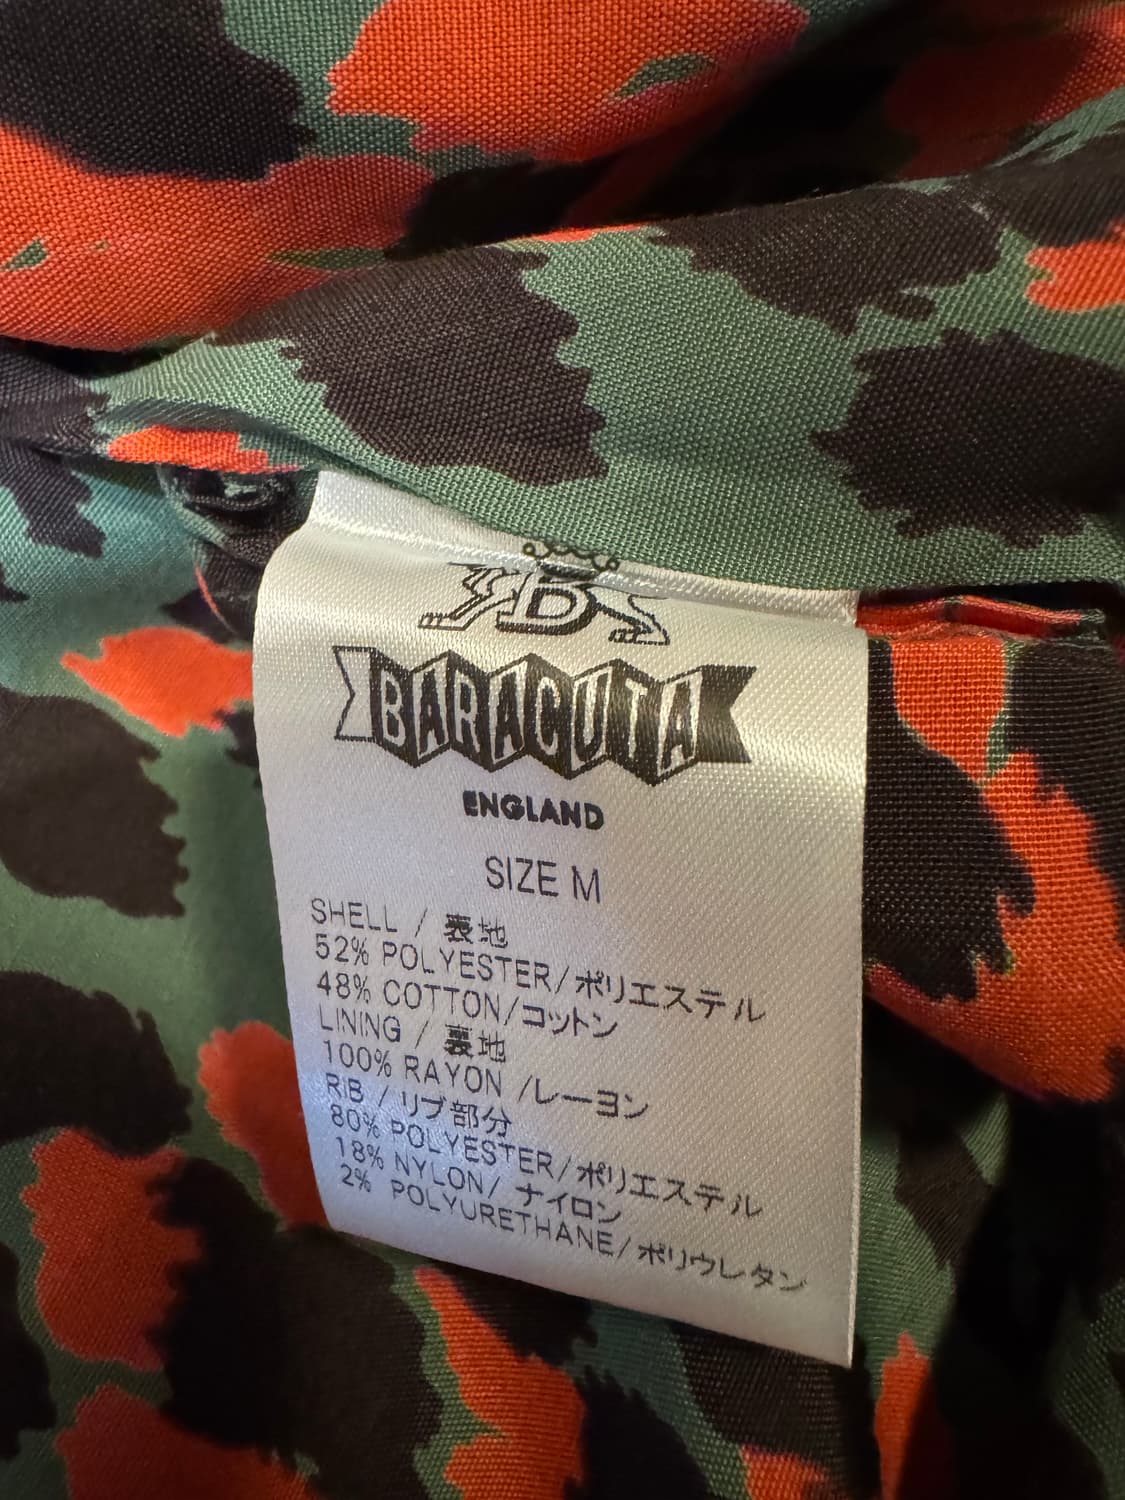 B
BARACUTA
ENGLAND
SIZE M
SHELL / 表地
52% POLYESTER/ポリエステル
48% COTTON/コットン
LINING / 裏地
100% RAYON /レーヨン
RIB / リブ部分
80% POLYESTER/ポリエステル
18% NYLON/ ナイロン
2% POLYURETHANE/ポリウレタン